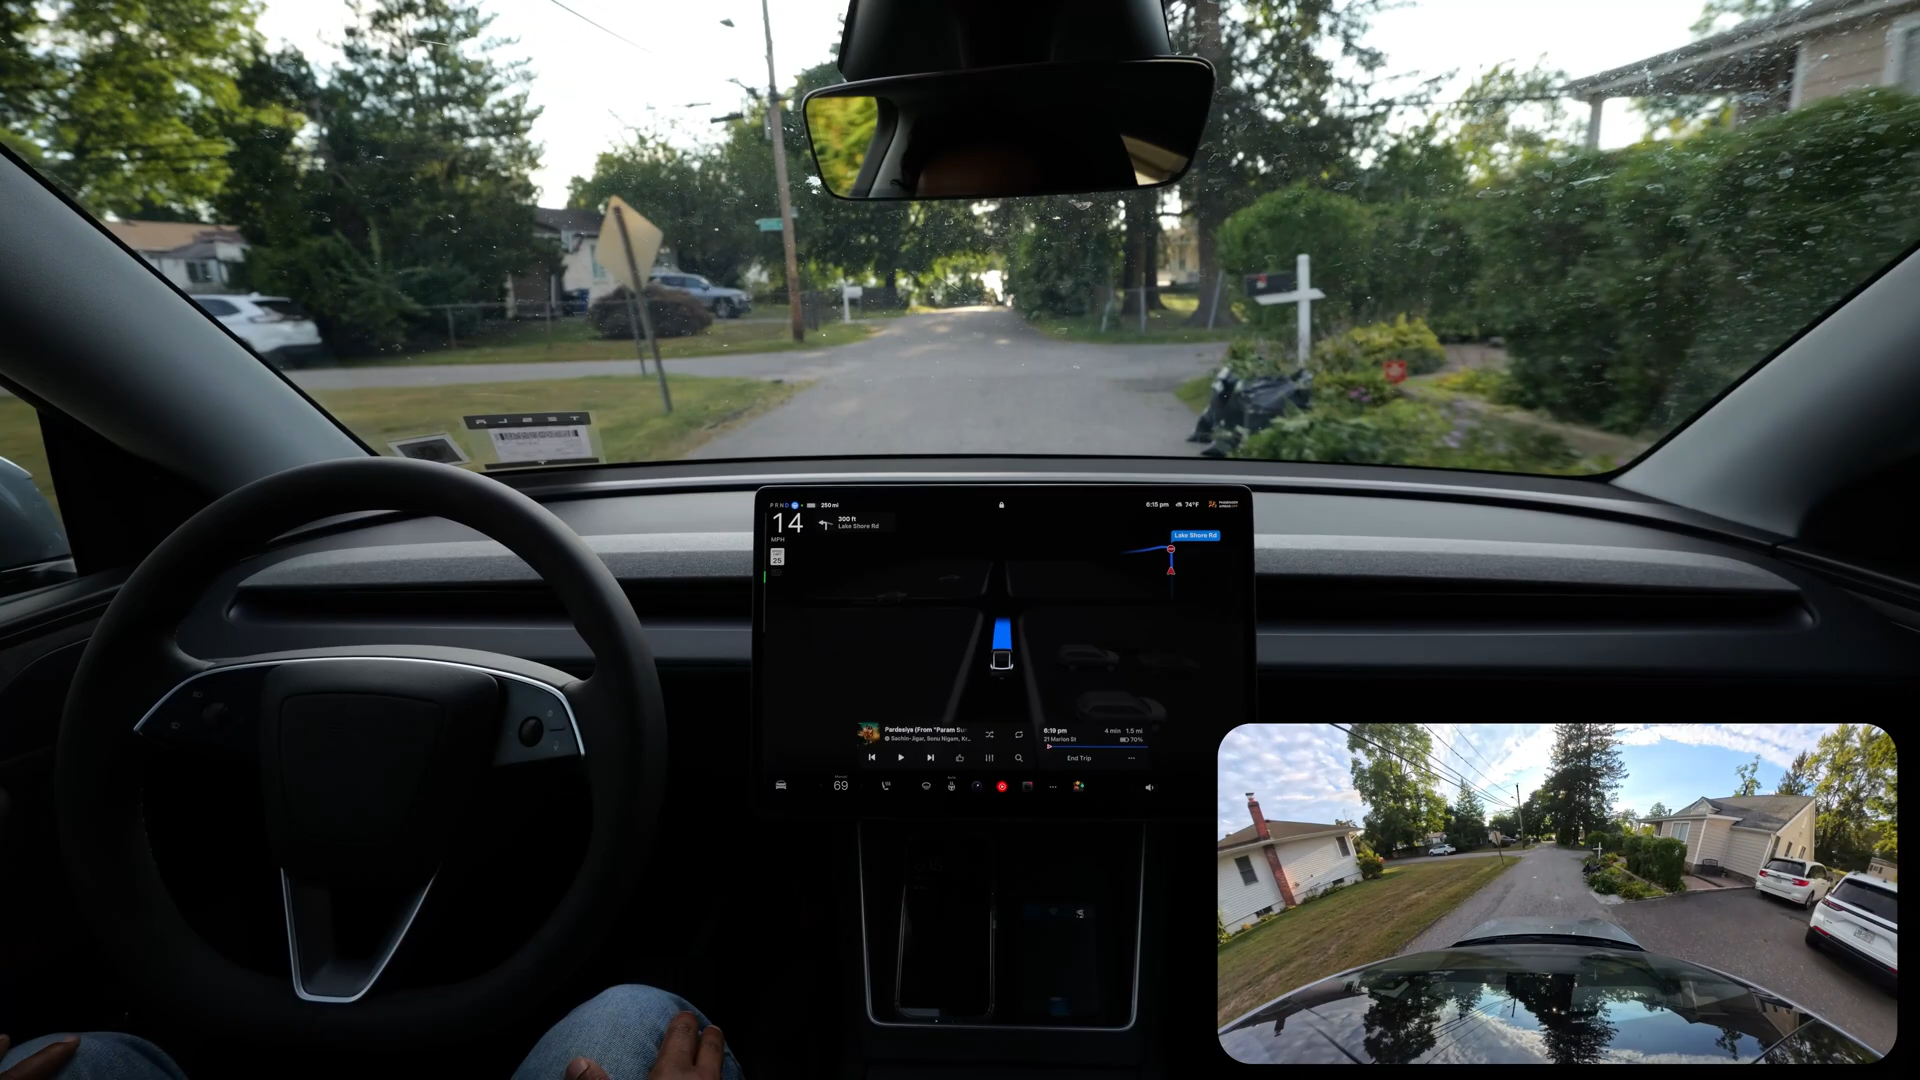 PRND
250 mi
6:15 pm
74°F
14
MPH
300 ft
Lake Shore Rd
25
Lake Shore Rd
Pardesiya (From "Param Su
Sachin-Jigar, Sonu Nigam, Kr...
6:19 pm
4 min
1.5 mi
21 Marion St
70%
End Trip
69